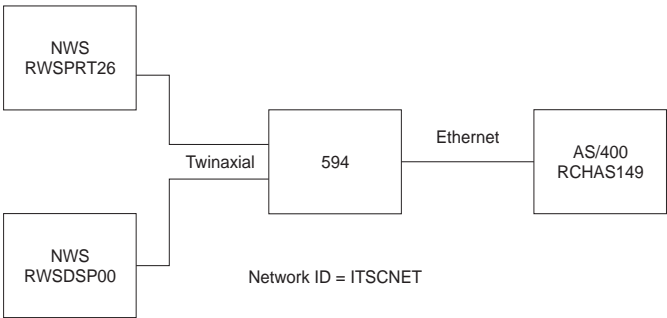 NWS
RWSPRT26
Twinaxial
594
Ethernet
AS/400
RCHAS149
NWS
RWSDSP00
Network ID = ITSCNET